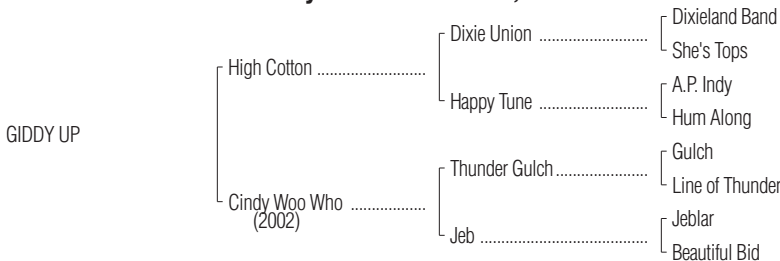 Dixieland Band
Dixie Union ........................
She's Tops
High Cotton ........................
A.P. Indy
Happy Tune ........................
Hum Along
GIDDY UP
Gulch
Thunder Gulch ....................
Line of Thunder
Cindy Woo Who ................
(2002)
Jeblar
Jeb ......................................
Beautiful Bid